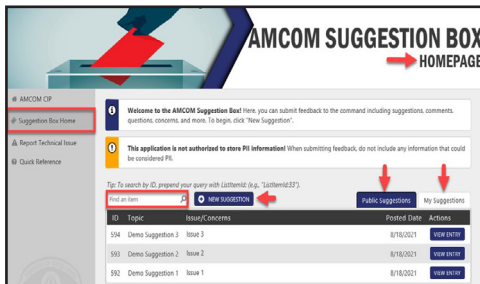 AMCOM SUGGESTION BOX
HOMEPAGE
AMCOM CIP
Suggestion Box Home
Report Technical Issue
Quick Reference
Welcome to the AMCOM Suggestion Box! Here, you can submit feedback to the command including suggestions, comments,
questions, concerns, and more. To begin, click "New Suggestion".
This application is not authorized to store PII information! When submitting feedback, do not include any information that could
be considered PII.
Tip: To search by ID, prepend your query with ListItemId: (e.g., "ListItemId:33").
Find an item
NEW SUGGESTION
Public Suggestions
My Suggestions
ID Topic Issue/Concerns Posted Date Actions
594 Demo Suggestion 3 Issue 3 8/18/2021 VIEW ENTRY
593 Demo Suggestion 2 Issue 2 8/18/2021 VIEW ENTRY
592 Demo Suggestion 1 Issue 1 8/18/2021 VIEW ENTRY